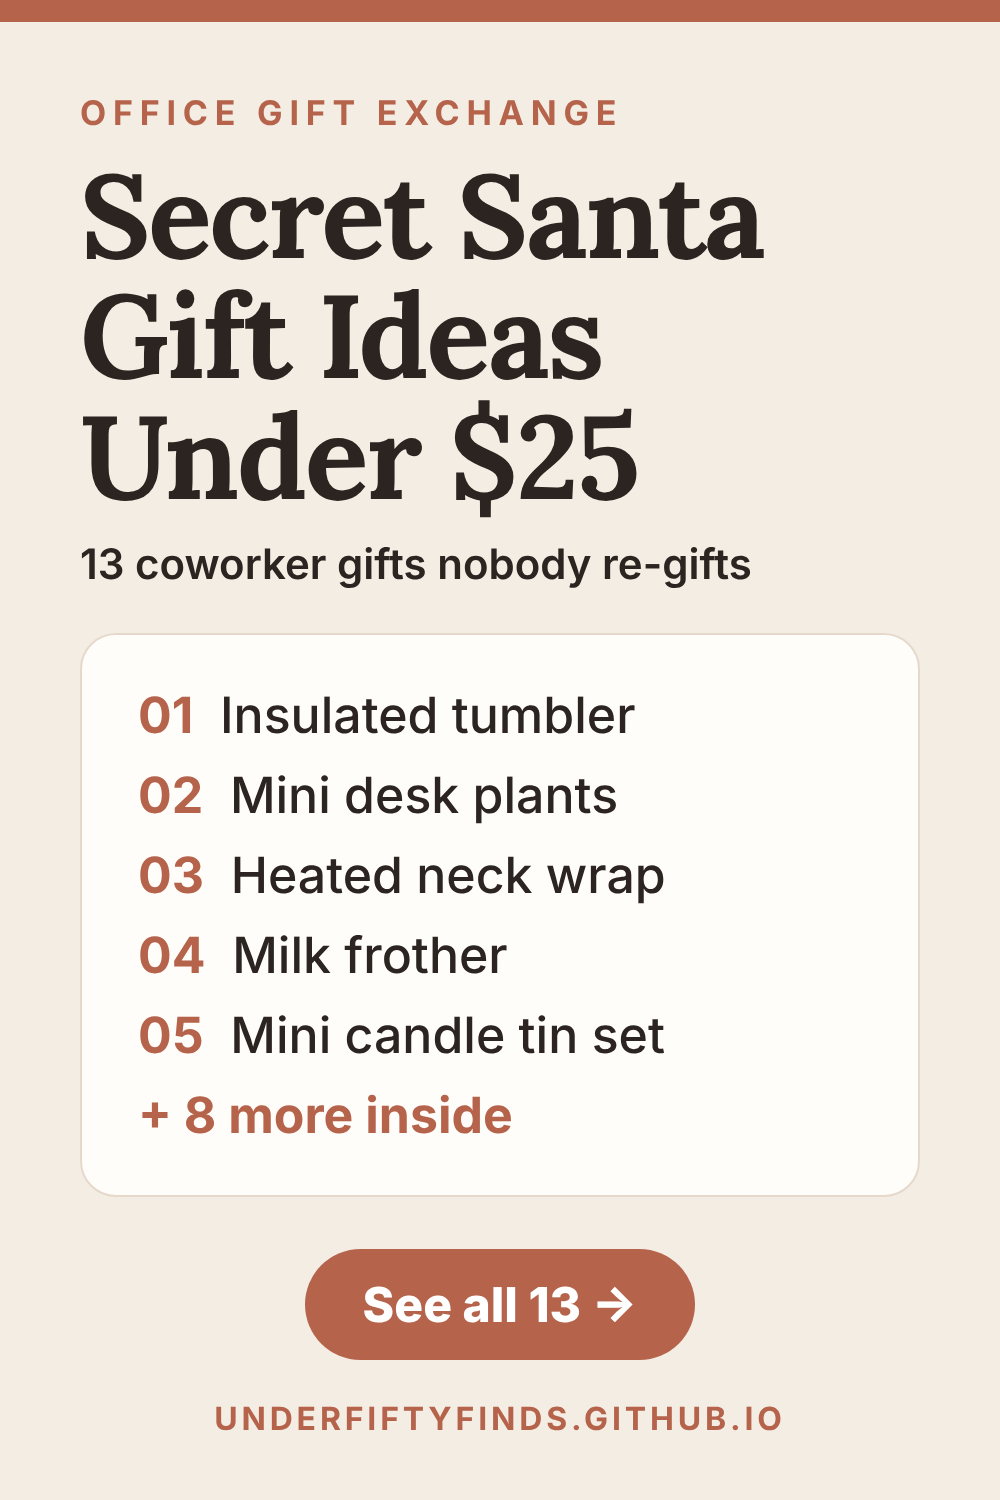 OFFICE GIFT EXCHANGE
Secret Santa
Gift Ideas
Under $25
13 coworker gifts nobody re-gifts
01 Insulated tumbler
02 Mini desk plants
03 Heated neck wrap
04 Milk frother
05 Mini candle tin set
+ 8 more inside
See all 13 →
UNDERFIFTYFINDS.GITHUB.IO